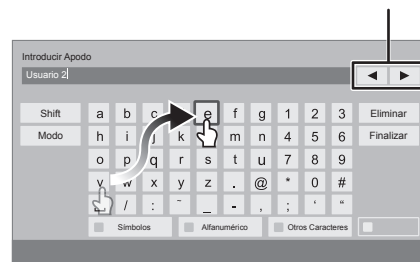 Introducir Apodo
Usuario 2
Shift a b c e f g 1 2 3 Eliminar
Modo h i j k m n 4 5 6 Finalizar
o p q r s t u 7 8 9
v w x y z . @ * 0 #
/ : ¯ _ - , ; ‘ “
Símbolos Alfanumérico Otros Caracteres